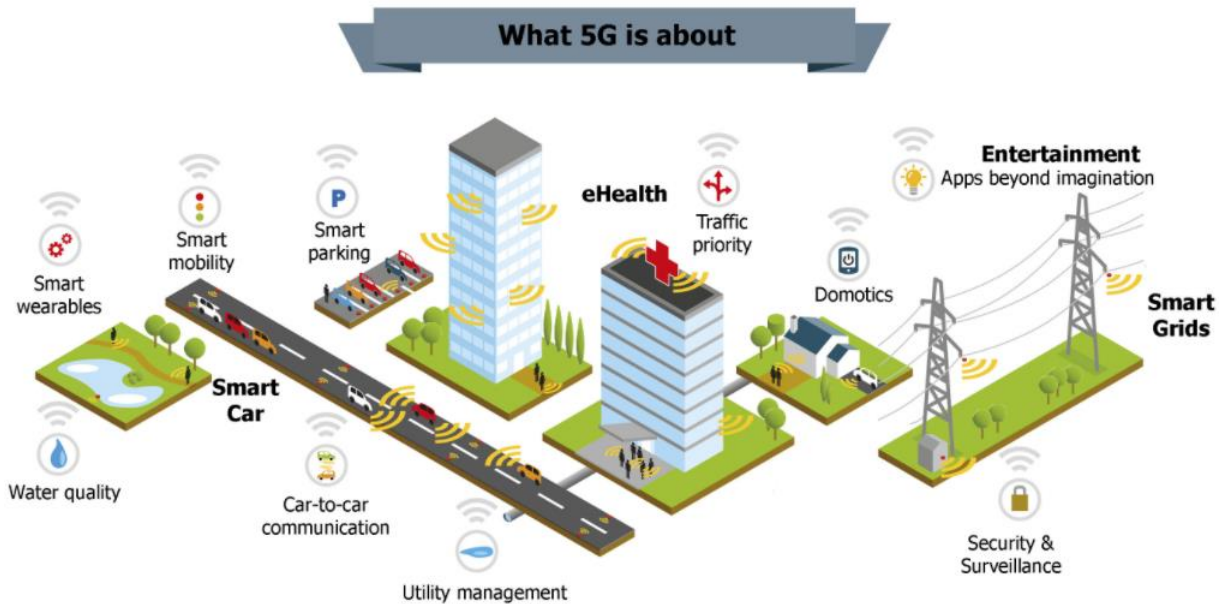 What 5G is about
Entertainment
Apps beyond imagination
eHealth
Traffic
priority
P
Smart
parking
Smart
mobility
Smart
wearables
Domotics
Smart
Grids
Smart
Car
Water quality
Car-to-car
communication
Utility management
Security &
Surveillance